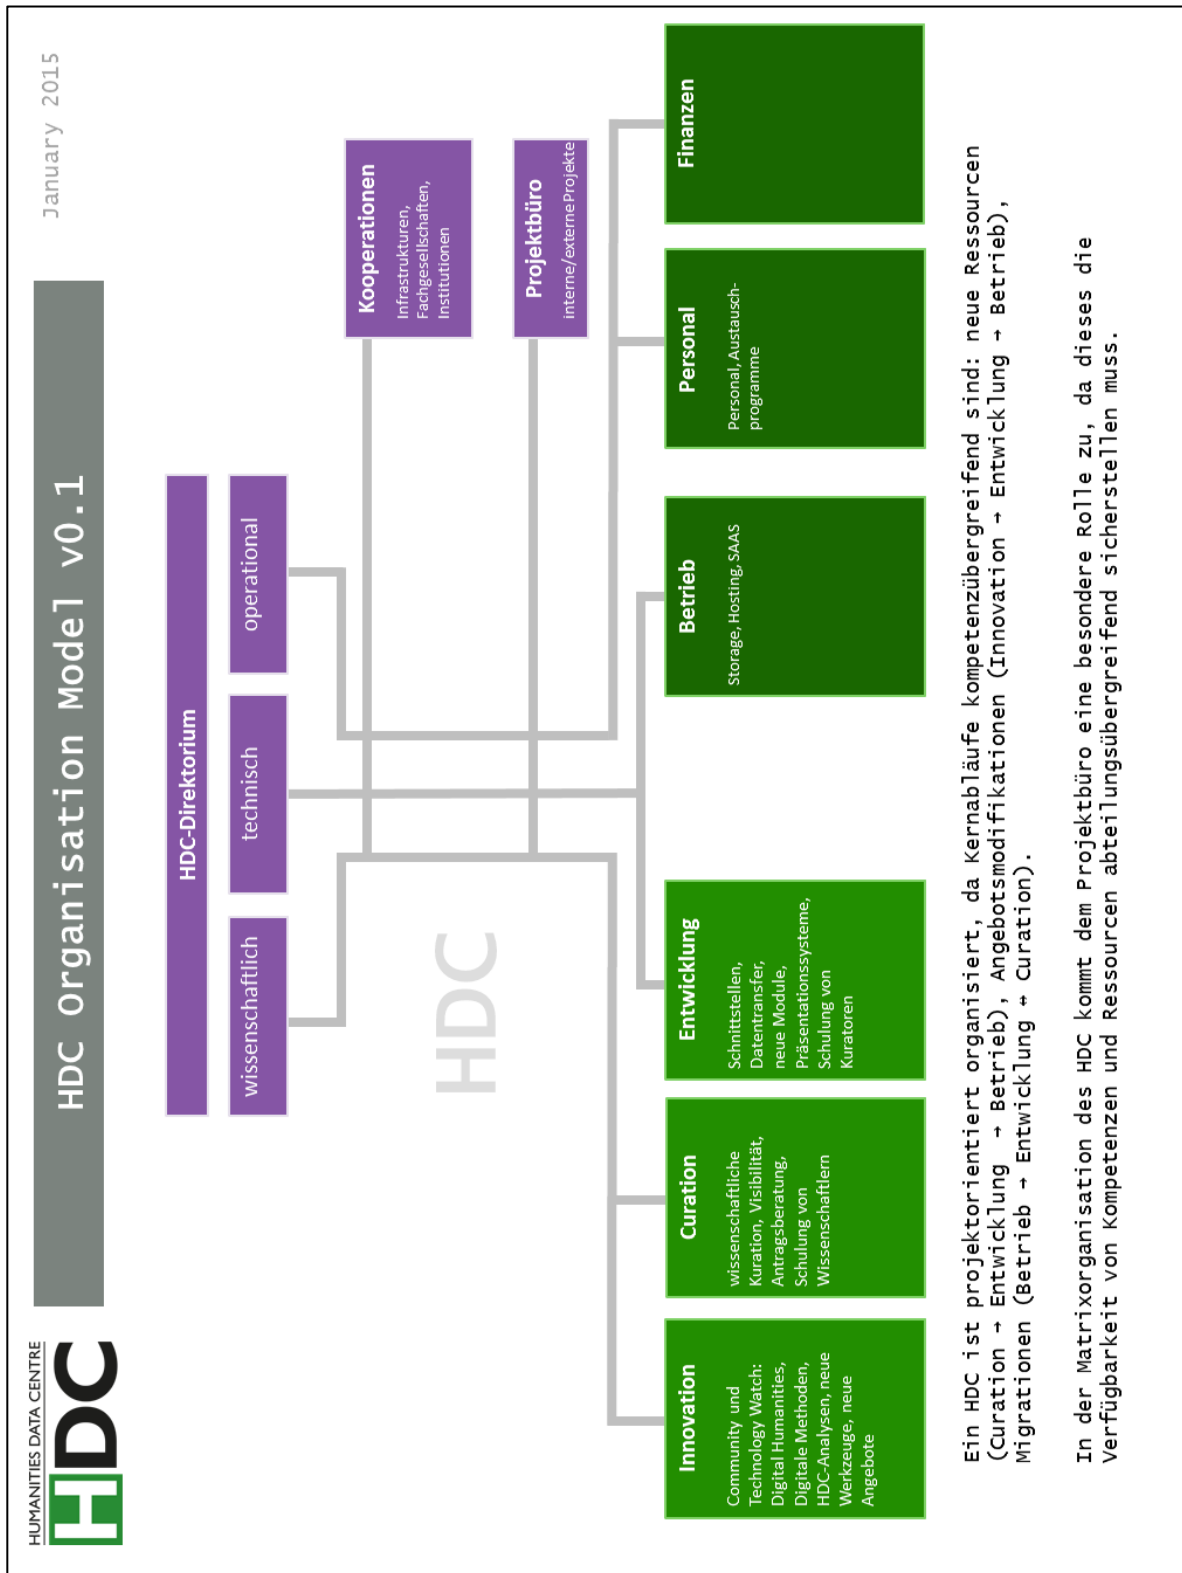 HUMANITIES DATA CENTRE
HDC
HDC Organisation Model v0.1
January 2015
HDC-Direktorium
wissenschaftlich
technisch
operational
Kooperationen
Infrastrukturen,
Fachgesellschaften,
Institutionen
HDC
Projektbüro
interne/externe Projekte
Innovation
Community und
Technology Watch:
Digital Humanities,
Digitale Methoden,
HDC-Analysen, neue
Werkzeuge, neue
Angebote
Curation
wissenschaftliche
Kuration, Visibilität,
Antragsberatung,
Schulung von
Wissenschaftlern
Entwicklung
Schnittstellen,
Datentransfer,
neue Module,
Präsentationssysteme,
Schulung von
Kuratoren
Betrieb
Storage, Hosting, SAAS
Personal
Personal, Austausch-
programme
Finanzen
Ein HDC ist projektorientiert organisiert, da Kernabläufe kompetenzübergreifend sind: neue Ressourcen
(Curation → Entwicklung → Betrieb), Angebotsmodifikationen (Innovation → Entwicklung → Betrieb),
Migrationen (Betrieb → Entwicklung ↔ Curation).
In der Matrixorganisation des HDC kommt dem Projektbüro eine besondere Rolle zu, da dieses die
Verfügbarkeit von Kompetenzen und Ressourcen abteilungsübergreifend sicherstellen muss.